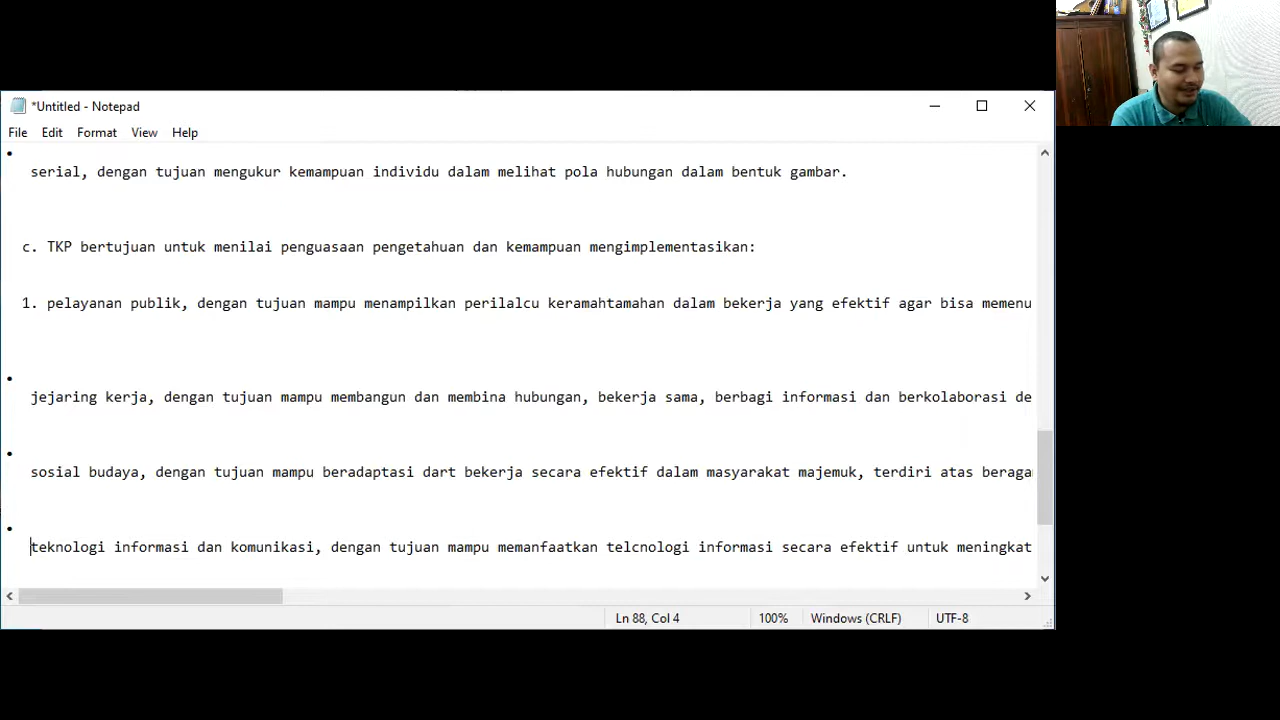 *Untitled - Notepad
File Edit Format View Help
•
serial, dengan tujuan mengukur kemampuan individu dalam melihat pola hubungan dalam bentuk gambar.
c. TKP bertujuan untuk menilai penguasaan pengetahuan dan kemampuan mengimplementasikan:
1. pelayanan publik, dengan tujuan mampu menampilkan perilalcu keramahtamahan dalam bekerja yang efektif agar bisa memenu
•
jejaring kerja, dengan tujuan mampu membangun dan membina hubungan, bekerja sama, berbagi informasi dan berkolaborasi de
•
sosial budaya, dengan tujuan mampu beradaptasi dart bekerja secara efektif dalam masyarakat majemuk, terdiri atas beraga
•
teknologi informasi dan komunikasi, dengan tujuan mampu memanfaatkan telcnologi informasi secara efektif untuk meningkat
Ln 88, Col 4 100% Windows (CRLF) UTF-8